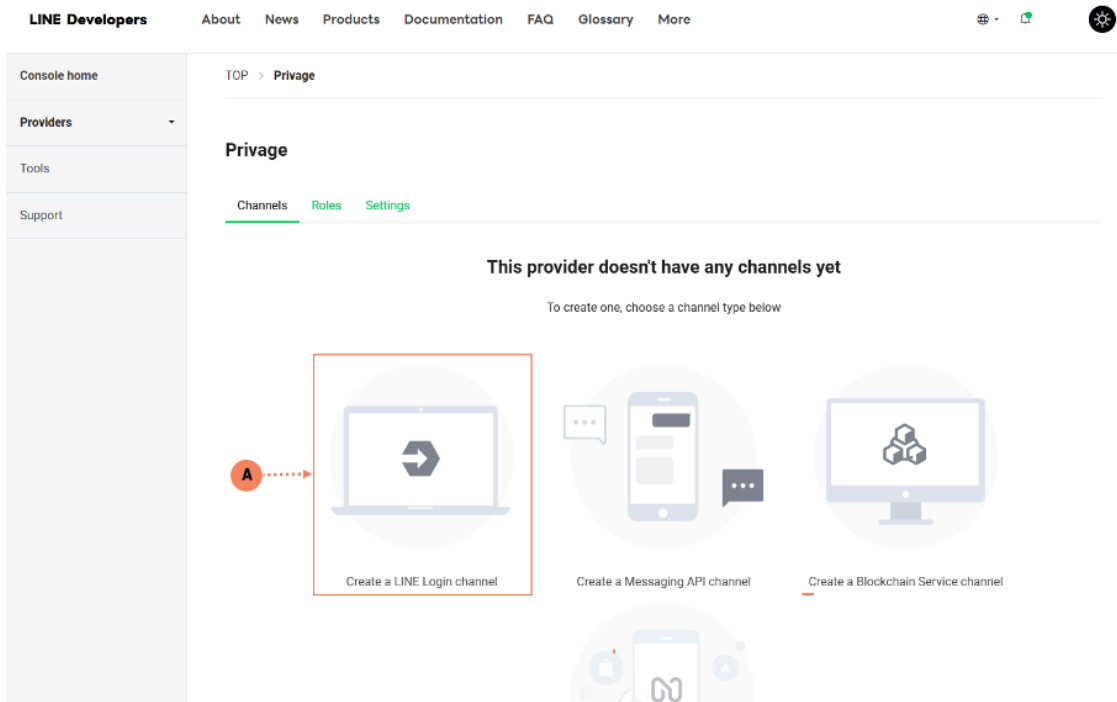 LINE Developers About News Products Documentation FAQ Glossary More
Console home
Providers
Tools
Support
TOP > Privage
Privage
Channels Roles Settings
This provider doesn't have any channels yet
To create one, choose a channel type below
A
Create a LINE Login channel
Create a Messaging API channel
Create a Blockchain Service channel